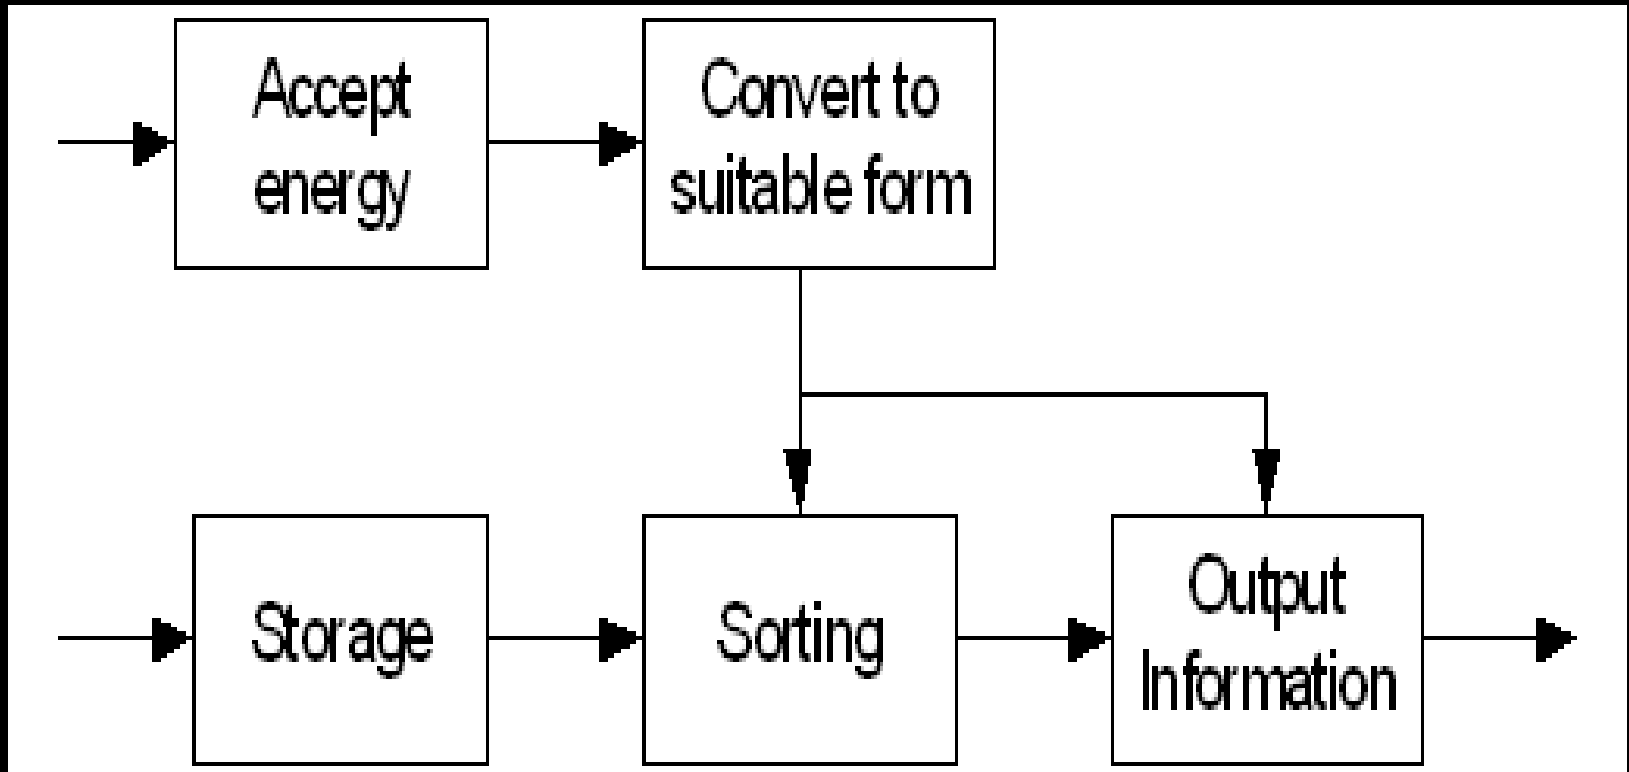 Accept
energy
Convert to
suitable form
Storage
Sorting
Output
Information